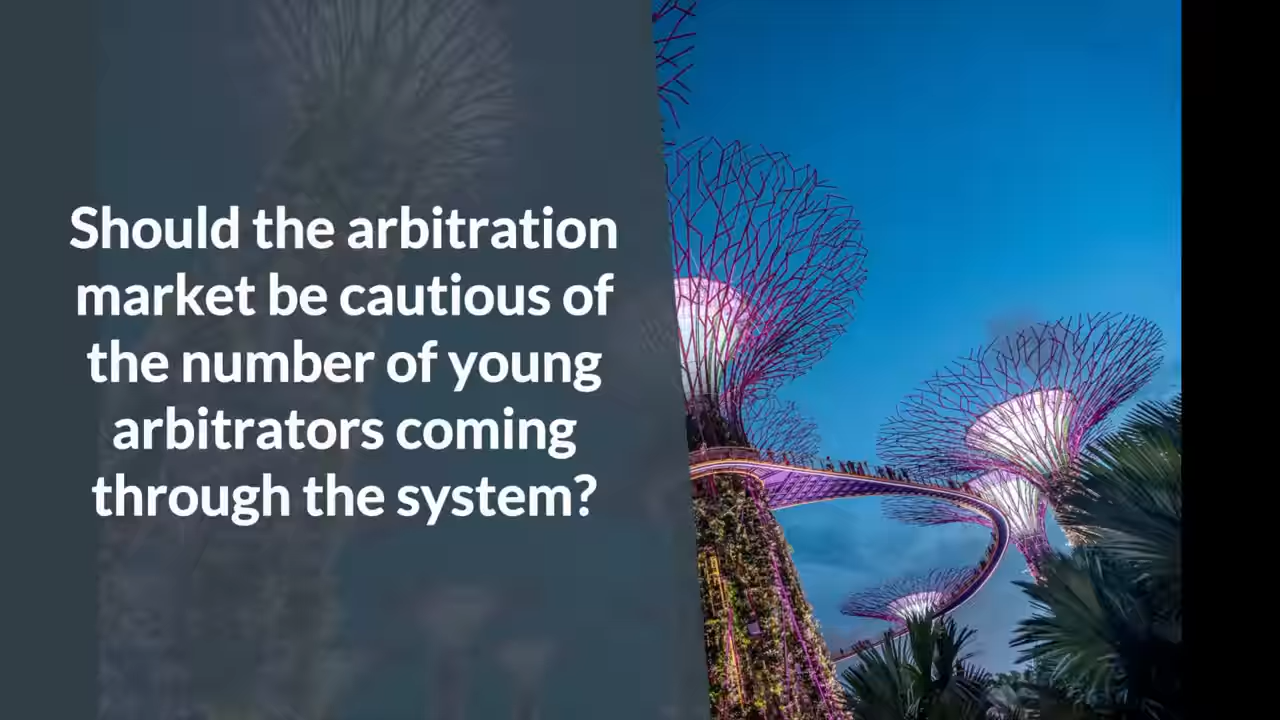 Should the arbitration
market be cautious of
the number of young
arbitrators coming
through the system?